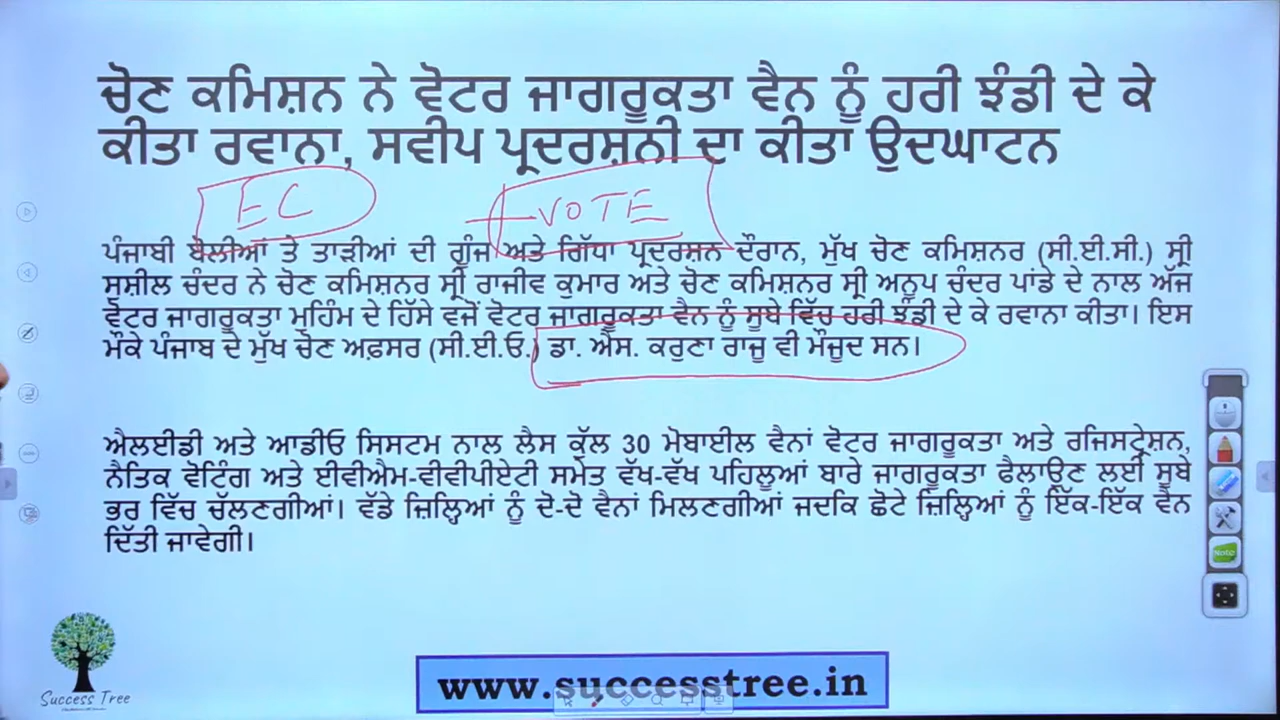 ਚੋਣ ਕਮਿਸ਼ਨ ਨੇ ਵੋਟਰ ਜਾਗਰੂਕਤਾ ਵੈਨ ਨੂੰ ਹਰੀ ਝੰਡੀ ਦੇ ਕੇ
ਕੀਤਾ ਰਵਾਨਾ, ਸਵੀਪ ਪ੍ਰਦਰਸ਼ਨੀ ਦਾ ਕੀਤਾ ਉਦਘਾਟਨ
EC VOTE
ਪੰਜਾਬੀ ਬੋਲੀਆਂ ਤੇ ਤਾੜੀਆਂ ਦੀ ਗੂੰਜ ਅਤੇ ਗਿੱਧਾ ਪ੍ਰਦਰਸ਼ਨ ਦੌਰਾਨ, ਮੁੱਖ ਚੋਣ ਕਮਿਸ਼ਨਰ (ਸੀ.ਈ.ਸੀ.) ਸ੍ਰੀ
ਸੁਸ਼ੀਲ ਚੰਦਰ ਨੇ ਚੋਣ ਕਮਿਸ਼ਨਰ ਸ੍ਰੀ ਰਾਜੀਵ ਕੁਮਾਰ ਅਤੇ ਚੋਣ ਕਮਿਸ਼ਨਰ ਸ੍ਰੀ ਅਨੂਪ ਚੰਦਰ ਪਾਂਡੇ ਦੇ ਨਾਲ ਅੱਜ
ਵੋਟਰ ਜਾਗਰੂਕਤਾ ਮੁਹਿੰਮ ਦੇ ਹਿੱਸੇ ਵਜੋਂ ਵੋਟਰ ਜਾਗਰੂਕਤਾ ਵੈਨ ਨੂੰ ਸੂਬੇ ਵਿੱਚ ਹਰੀ ਝੰਡੀ ਦੇ ਕੇ ਰਵਾਨਾ ਕੀਤਾ। ਇਸ
ਮੌਕੇ ਪੰਜਾਬ ਦੇ ਮੁੱਖ ਚੋਣ ਅਫ਼ਸਰ (ਸੀ.ਈ.ਓ.) ਡਾ. ਐਸ. ਕਰੁਣਾ ਰਾਜੂ ਵੀ ਮੌਜੂਦ ਸਨ।
ਐਲਈਡੀ ਅਤੇ ਆਡੀਓ ਸਿਸਟਮ ਨਾਲ ਲੈਸ ਕੁੱਲ 30 ਮੋਬਾਈਲ ਵੈਨਾਂ ਵੋਟਰ ਜਾਗਰੂਕਤਾ ਅਤੇ ਰਜਿਸਟ੍ਰੇਸ਼ਨ,
ਨੈਤਿਕ ਵੋਟਿੰਗ ਅਤੇ ਈਵੀਐਮ-ਵੀਵੀਪੀਏਟੀ ਸਮੇਤ ਵੱਖ-ਵੱਖ ਪਹਿਲੂਆਂ ਬਾਰੇ ਜਾਗਰੂਕਤਾ ਫੈਲਾਉਣ ਲਈ ਸੂਬੇ
ਭਰ ਵਿੱਚ ਚੱਲਣਗੀਆਂ। ਵੱਡੇ ਜ਼ਿਲ੍ਹਿਆਂ ਨੂੰ ਦੋ-ਦੋ ਵੈਨਾਂ ਮਿਲਣਗੀਆਂ ਜਦਕਿ ਛੋਟੇ ਜ਼ਿਲ੍ਹਿਆਂ ਨੂੰ ਇੱਕ-ਇੱਕ ਵੈਨ
ਦਿੱਤੀ ਜਾਵੇਗੀ।
Note
Success Tree
www.successtree.in